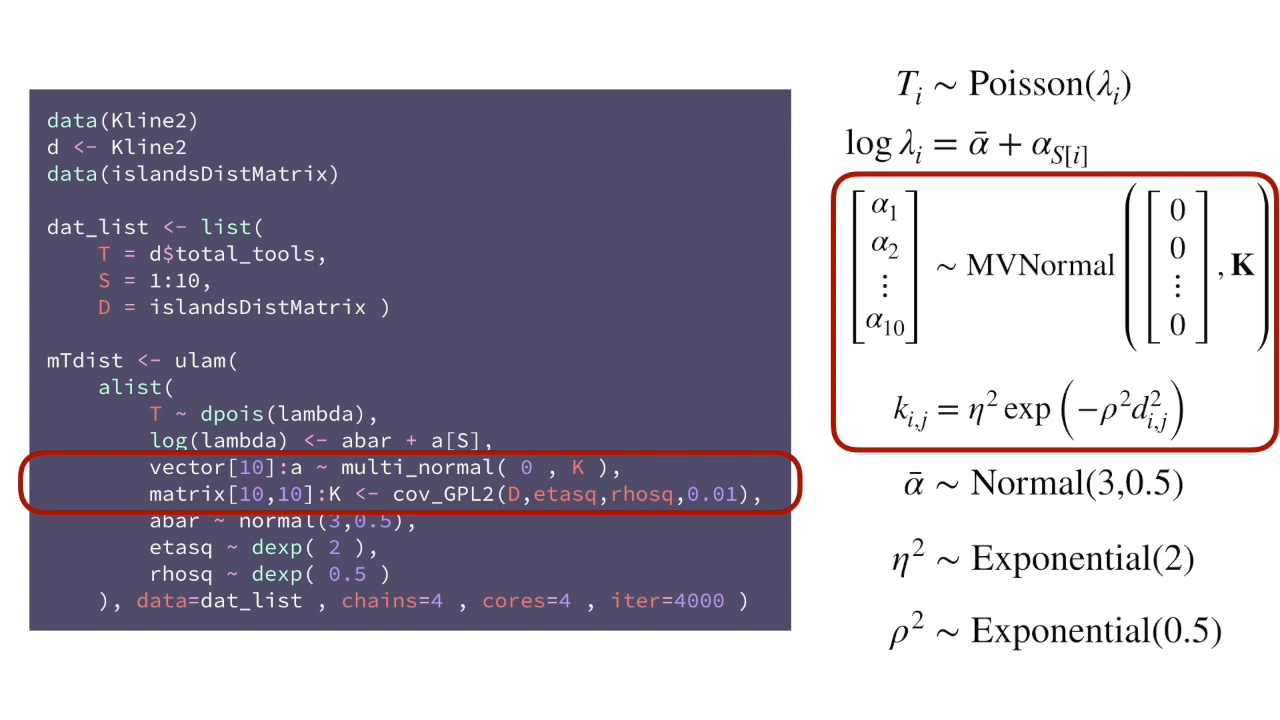 data(Kline2)
d <- Kline2
data(islandsDistMatrix)
dat_list <- list(
T = d$total_tools,
S = 1:10,
D = islandsDistMatrix )
mTdist <- ulam(
alist(
T ~ dpois(lambda),
log(lambda) <- abar + a[S],
vector[10]:a ~ multi_normal( 0 , K ),
matrix[10,10]:K <- cov_GPL2(D,etasq,rhosq,0.01),
abar ~ normal(3,0.5),
etasq ~ dexp( 2 ),
rhosq ~ dexp( 0.5 )
), data=dat_list , chains=4 , cores=4 , iter=4000 )
T_i ~ Poisson(λ_i)
log λ_i = ᾱ + α_{S[i]}
[α_1 α_2 ⋮ α_10] ~ MVNormal([0 0 ⋮ 0], K)
k_{i,j} = η² exp(−ρ²d²_{i,j})
ᾱ ~ Normal(3,0.5)
η² ~ Exponential(2)
ρ² ~ Exponential(0.5)